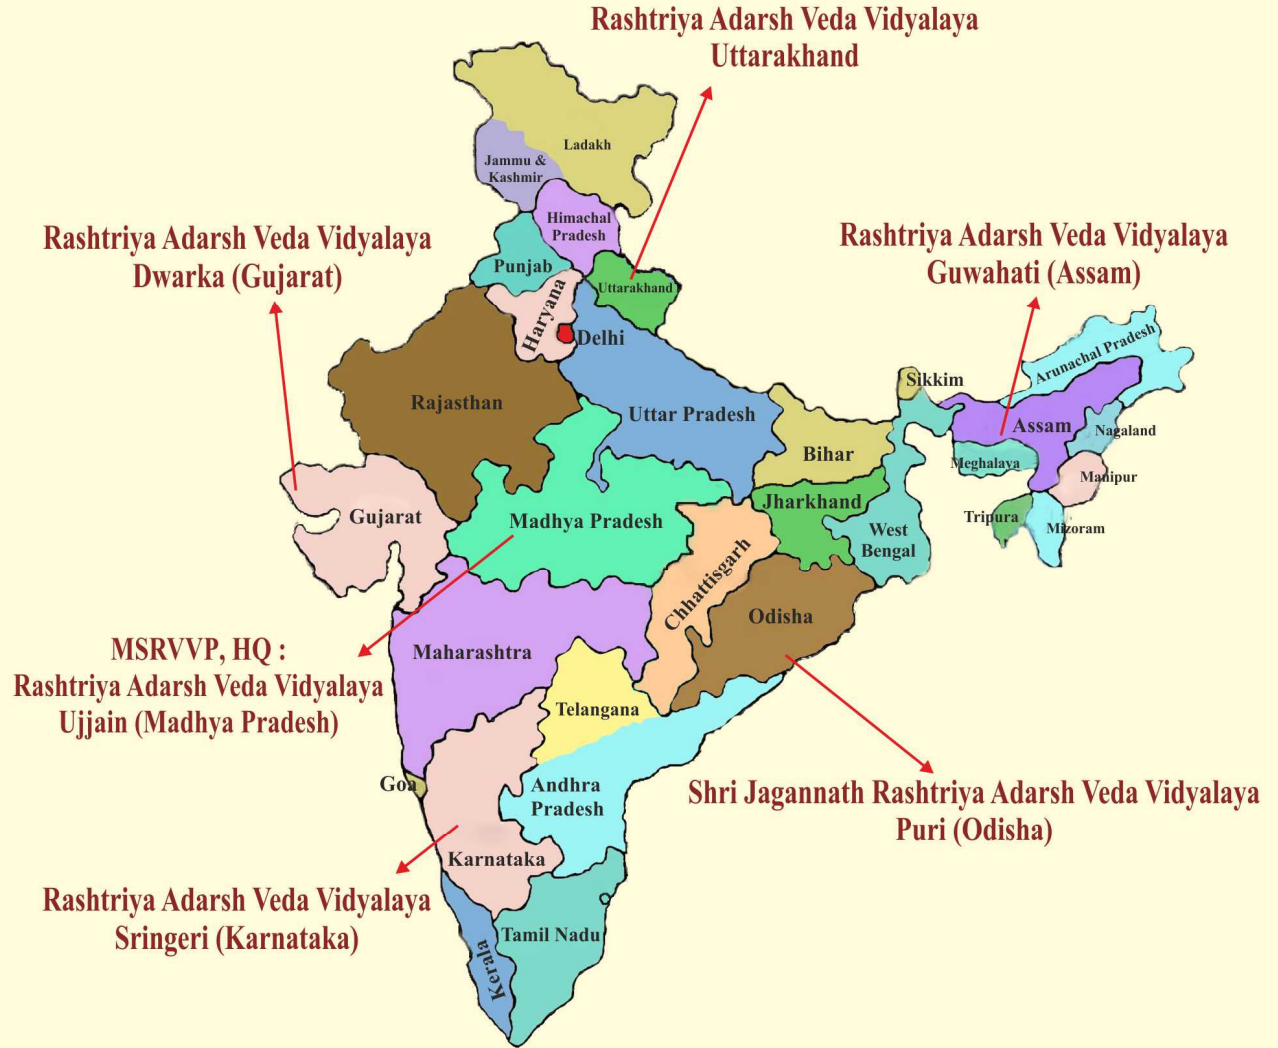 Rashtriya Adarsh Veda Vidyalaya
Uttarakhand
Ladakh
Jammu &
Kashmir
Himachal
Pradesh
Rashtriya Adarsh Veda Vidyalaya
Dwarka (Gujarat)
Rashtriya Adarsh Veda Vidyalaya
Guwahati (Assam)
Punjab
Uttarakhand
Haryana
Delhi
Arunachal Pradesh
Sikkim
Rajasthan
Uttar Pradesh
Assam
Nagaland
Bihar
Meghalaya
Manipur
Jharkhand
Gujarat
Madhya Pradesh
Tripura
Mizoram
West
Bengal
Chhattisgarh
Odisha
MSRVVP, HQ :
Rashtriya Adarsh Veda Vidyalaya
Ujjain (Madhya Pradesh)
Maharashtra
Telangana
Goa
Andhra
Pradesh
Shri Jagannath Rashtriya Adarsh Veda Vidyalaya
Puri (Odisha)
Karnataka
Rashtriya Adarsh Veda Vidyalaya
Sringeri (Karnataka)
Tamil Nadu
Kerala